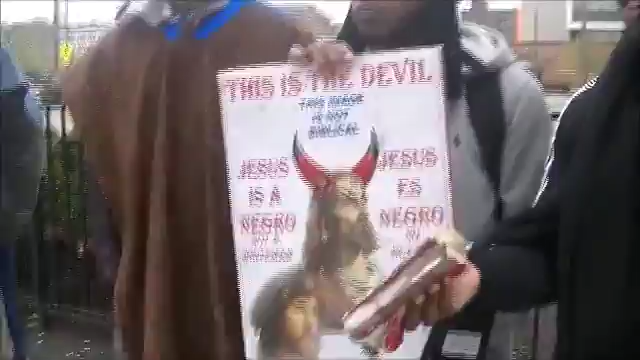 THIS IS THE DEVIL
THIS IMAGE
IS NOT
BIBLICAL
JESUS
IS A
NEGRO
JESUS
ES
NEGRO